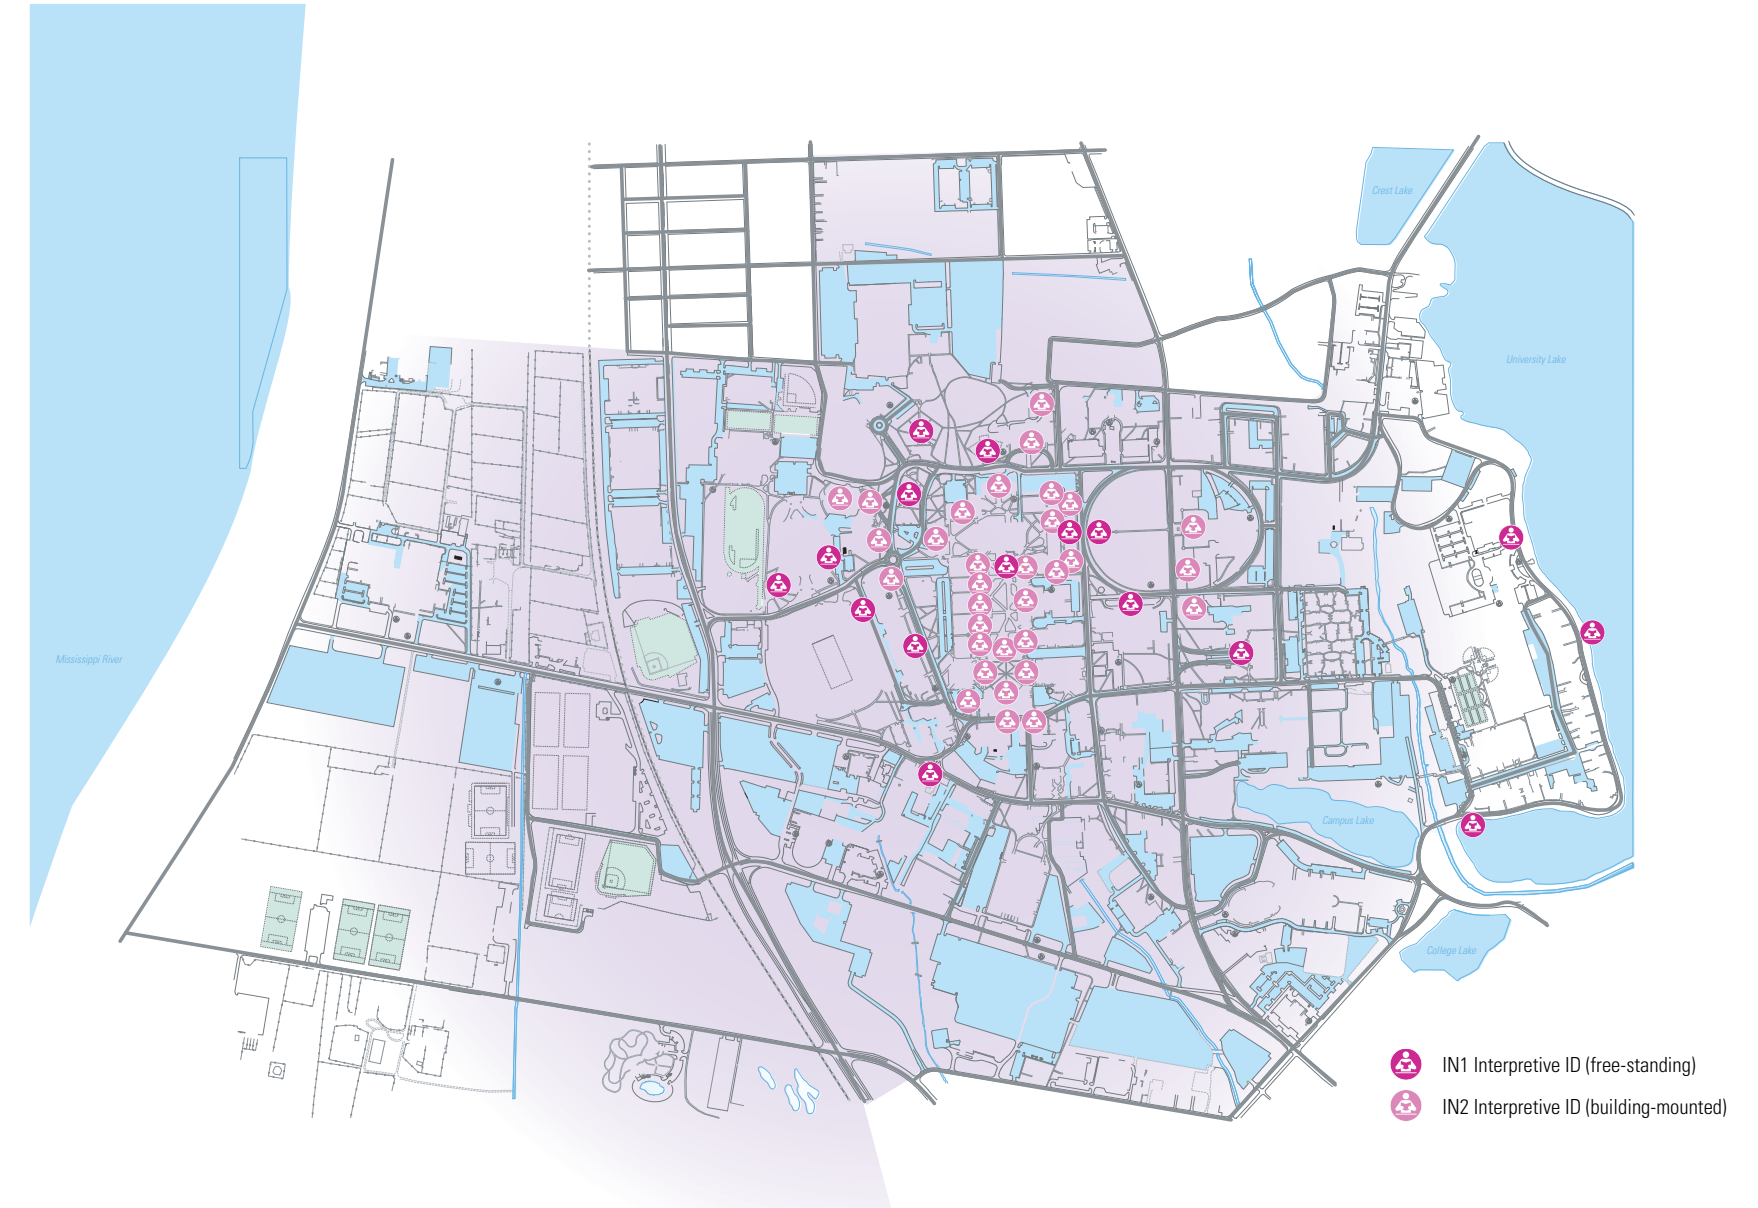 Crest Lake
University Lake
Mississippi River
Campus Lake
College Lake
IN1 Interpretive ID (free-standing)
IN2 Interpretive ID (building-mounted)